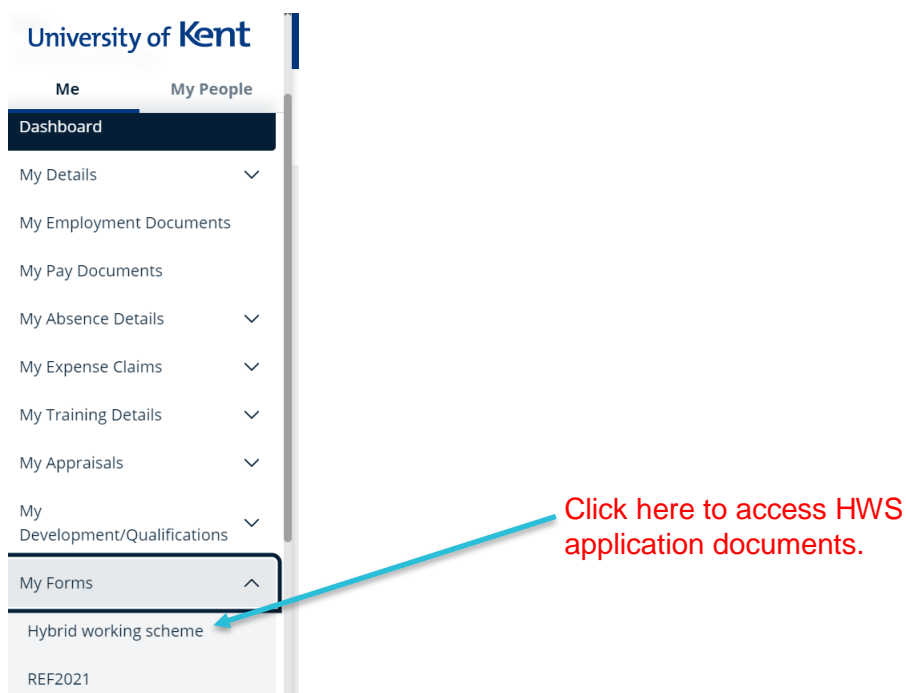 University of Kent
Me My People
Dashboard
My Details
My Employment Documents
My Pay Documents
My Absence Details
My Expense Claims
My Training Details
My Appraisals
My
Development/Qualifications
My Forms
Hybrid working scheme
REF2021
Click here to access HWS
application documents.